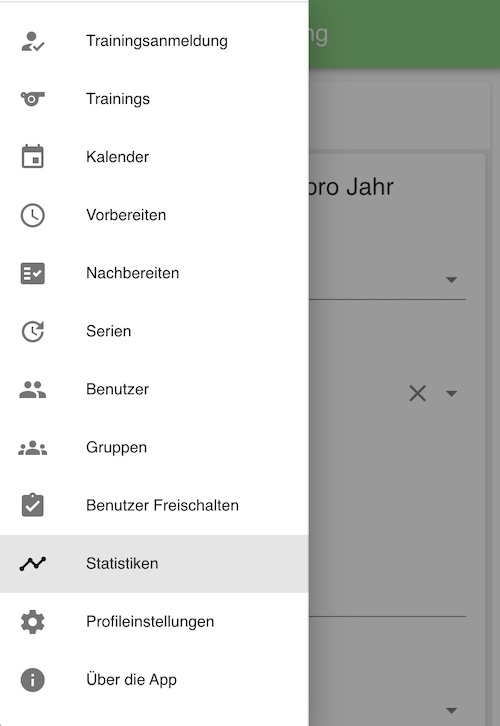 ng
Trainingsanmeldung
Trainings
Kalender
pro Jahr
Vorbereiten
Nachbereiten
Serien
Benutzer
Gruppen
Benutzer Freischalten
Statistiken
Profileinstellungen
Über die App